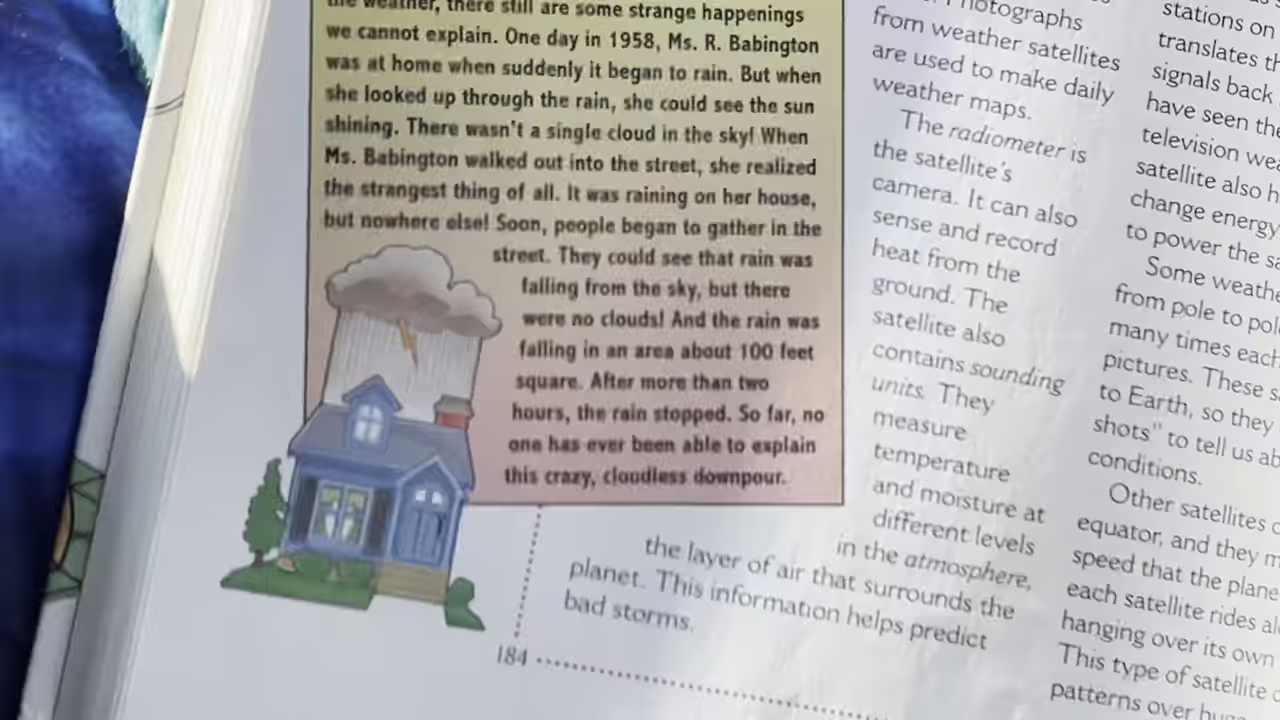 the weather, there still are some strange happenings
we cannot explain. One day in 1958, Ms. R. Babington
was at home when suddenly it began to rain. But when
she looked up through the rain, she could see the sun
shining. There wasn't a single cloud in the sky! When
Ms. Babington walked out into the street, she realized
the strangest thing of all. It was raining on her house,
but nowhere else! Soon, people began to gather in the
street. They could see that rain was
falling from the sky, but there
were no clouds! And the rain was
falling in an area about 100 feet
square. After more than two
hours, the rain stopped. So far, no
one has ever been able to explain
this crazy, cloudless downpour.
Photographs
from weather satellites
are used to make daily
weather maps.
The radiometer is
the satellite's
camera. It can also
sense and record
heat from the
ground. The
satellite also
contains sounding
units. They
measure
temperature
and moisture at
different levels
in the atmosphere,
the layer of air that surrounds the
planet. This information helps predict
bad storms.
184
stations on
translates
signals back
have seen the
television
satellite also
change energy
to power the
Some
from pole to
many times each
pictures. These
to Earth, so they
shots" to tell us
conditions.
Other satellites
equator, and they
speed that the
each satellite rides
hanging over its own
This type of satellite
patterns over